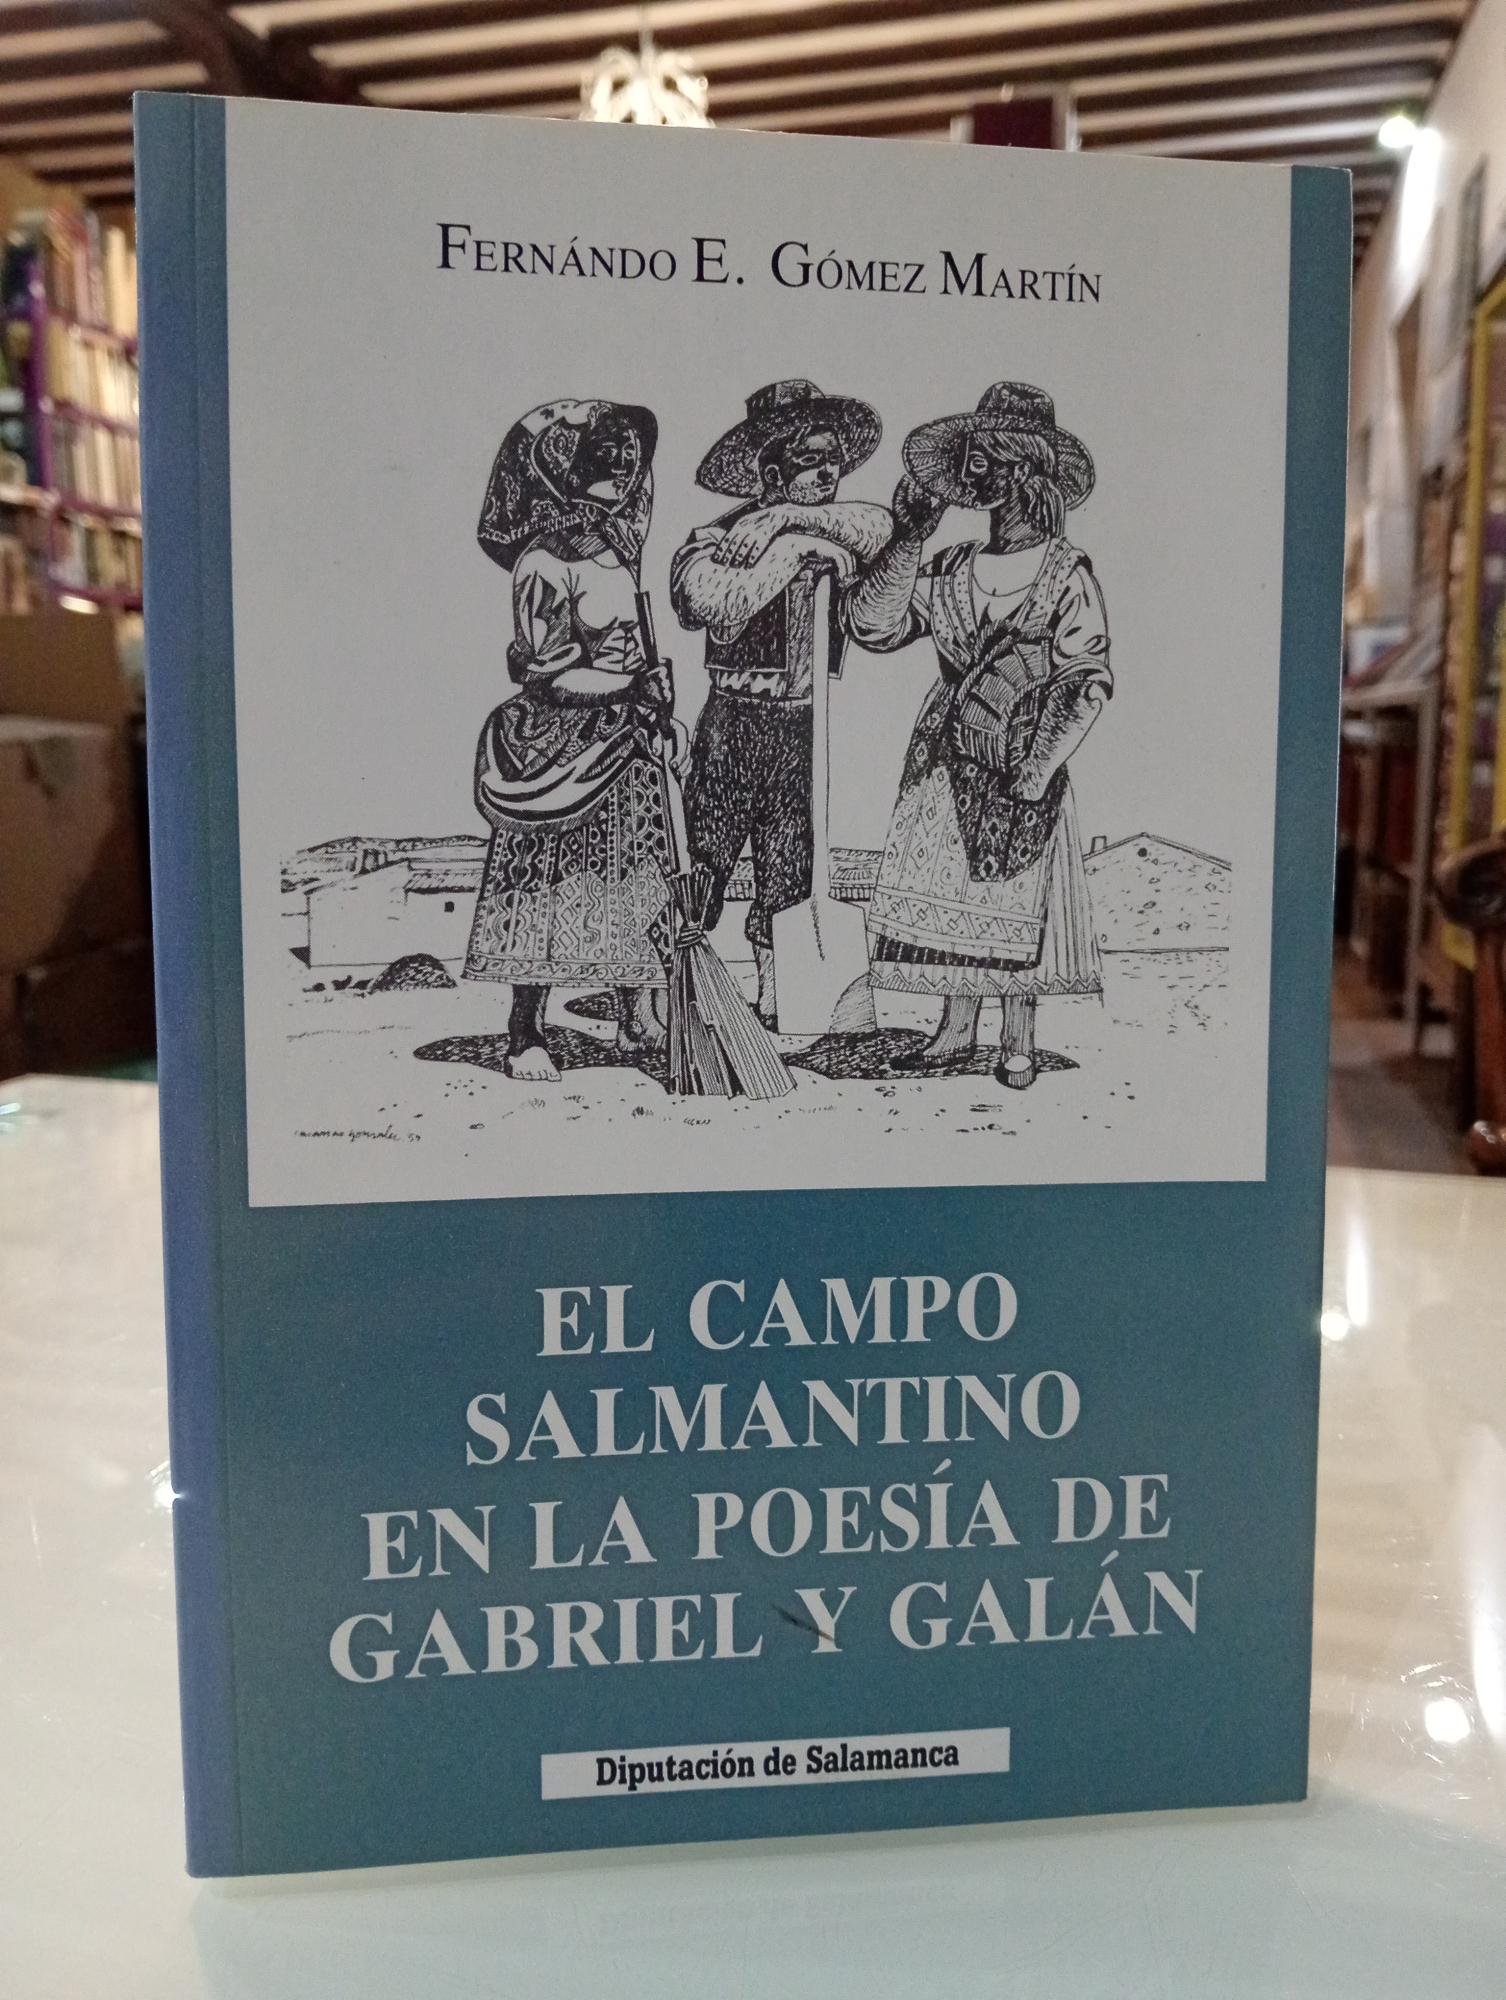 FERNÁNDO E. GÓMEZ MARTÍN
EL CAMPO
SALMANTINO
EN LA POESÍA DE
GABRIEL Y GALÁN
Diputación de Salamanca